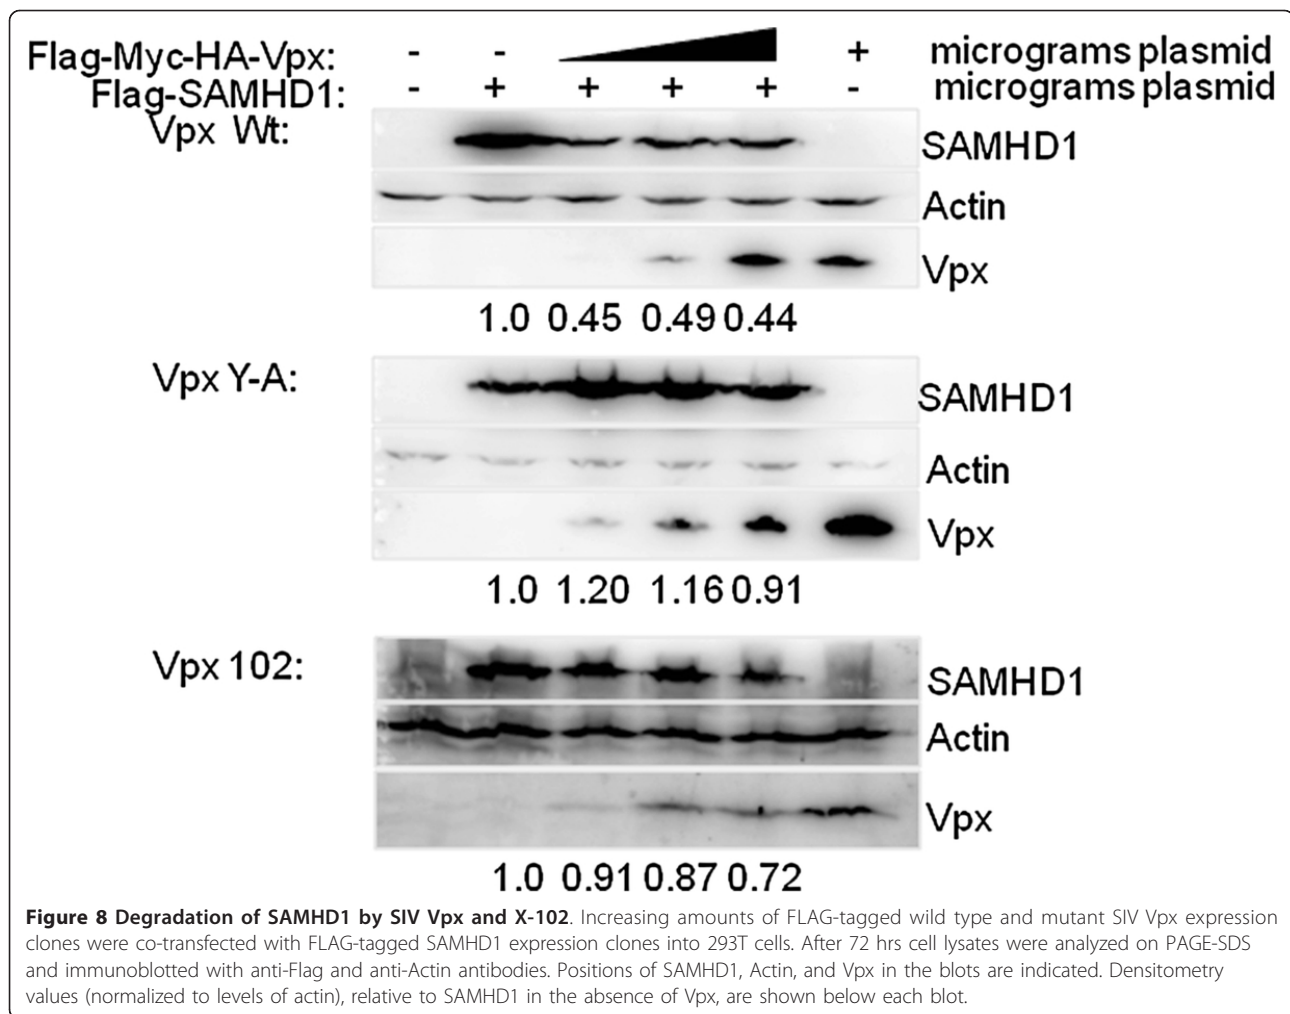 Flag-Myc-HA-Vpx: - - + micrograms plasmid
Flag-SAMHD1: - + + + + - micrograms plasmid
Vpx Wt:
SAMHD1
Actin
Vpx
1.0 0.45 0.49 0.44
Vpx Y-A:
SAMHD1
Actin
Vpx
1.0 1.20 1.16 0.91
Vpx 102:
SAMHD1
Actin
Vpx
1.0 0.91 0.87 0.72
Figure 8 Degradation of SAMHD1 by SIV Vpx and X-102. Increasing amounts of FLAG-tagged wild type and mutant SIV Vpx expression
clones were co-transfected with FLAG-tagged SAMHD1 expression clones into 293T cells. After 72 hrs cell lysates were analyzed on PAGE-SDS
and immunoblotted with anti-Flag and anti-Actin antibodies. Positions of SAMHD1, Actin, and Vpx in the blots are indicated. Densitometry
values (normalized to levels of actin), relative to SAMHD1 in the absence of Vpx, are shown below each blot.